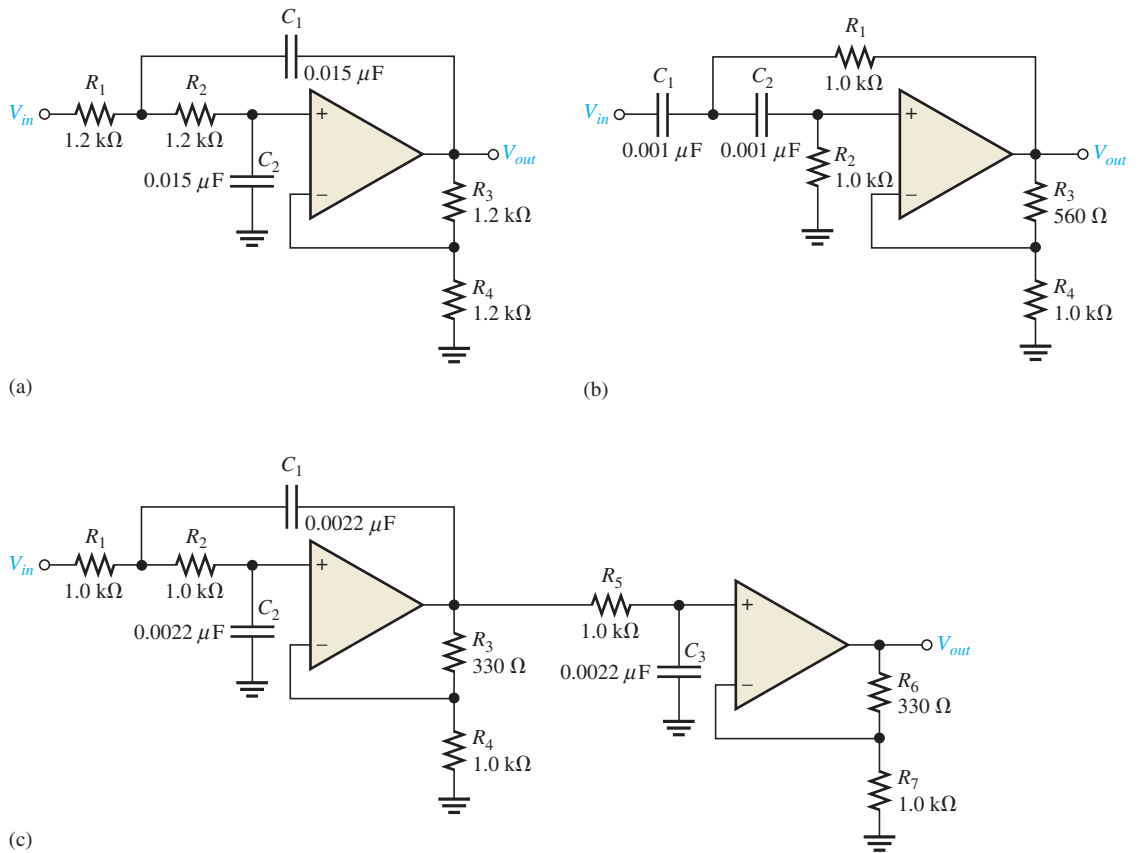 C1
0.015 μF
R1
1.2 kΩ
R2
1.2 kΩ
Vin
C2
0.015 μF
+
−
Vout
R3
1.2 kΩ
R4
1.2 kΩ
(a)
R1
1.0 kΩ
C1
0.001 μF
C2
0.001 μF
Vin
R2
1.0 kΩ
+
−
Vout
R3
560 Ω
R4
1.0 kΩ
(b)
C1
0.0022 μF
R1
1.0 kΩ
R2
1.0 kΩ
Vin
C2
0.0022 μF
+
−
R3
330 Ω
R4
1.0 kΩ
R5
1.0 kΩ
C3
0.0022 μF
+
−
Vout
R6
330 Ω
R7
1.0 kΩ
(c)